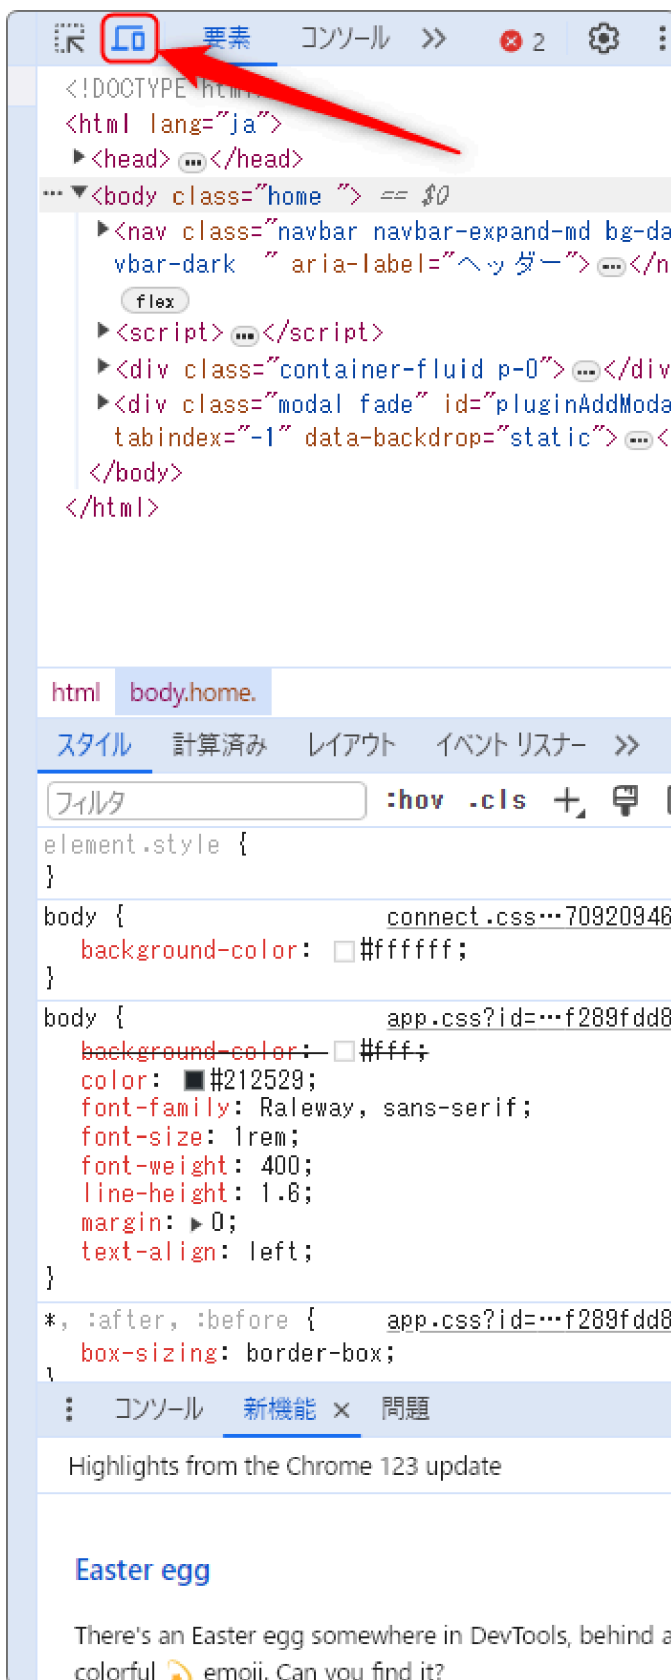 要素 コンソール >> 2
<!DOCTYPE html>
<html lang="ja">
<head> … </head>
… <body class="home "> == $0
<nav class="navbar navbar-expand-md bg-da
vbar-dark " aria-label="ヘッダー"> … </n
flex
<script> … </script>
<div class="container-fluid p-0"> … </div
<div class="modal fade" id="pluginAddModa
tabindex="-1" data-backdrop="static"> … <
</body>
</html>
html body.home.
スタイル 計算済み レイアウト イベント リスナー >>
フィルタ :hov .cls +
element.style {
}
body { connect.css…70920946
background-color: #ffffff;
}
body { app.css?id=…f289fdd8
background-color: #fff;
color: #212529;
font-family: Raleway, sans-serif;
font-size: 1rem;
font-weight: 400;
line-height: 1.6;
margin: 0;
text-align: left;
}
*, :after, :before { app.css?id=…f289fdd8
box-sizing: border-box;
}
コンソール 新機能 × 問題
Highlights from the Chrome 123 update
Easter egg
There's an Easter egg somewhere in DevTools, behind a
colorful 💫 emoji. Can you find it?